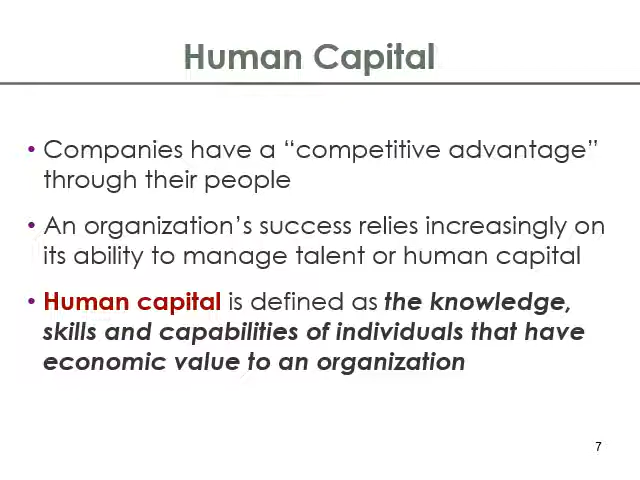 Human Capital
• Companies have a “competitive advantage”
through their people
• An organization’s success relies increasingly on
its ability to manage talent or human capital
• Human capital is defined as the knowledge,
skills and capabilities of individuals that have
economic value to an organization
7